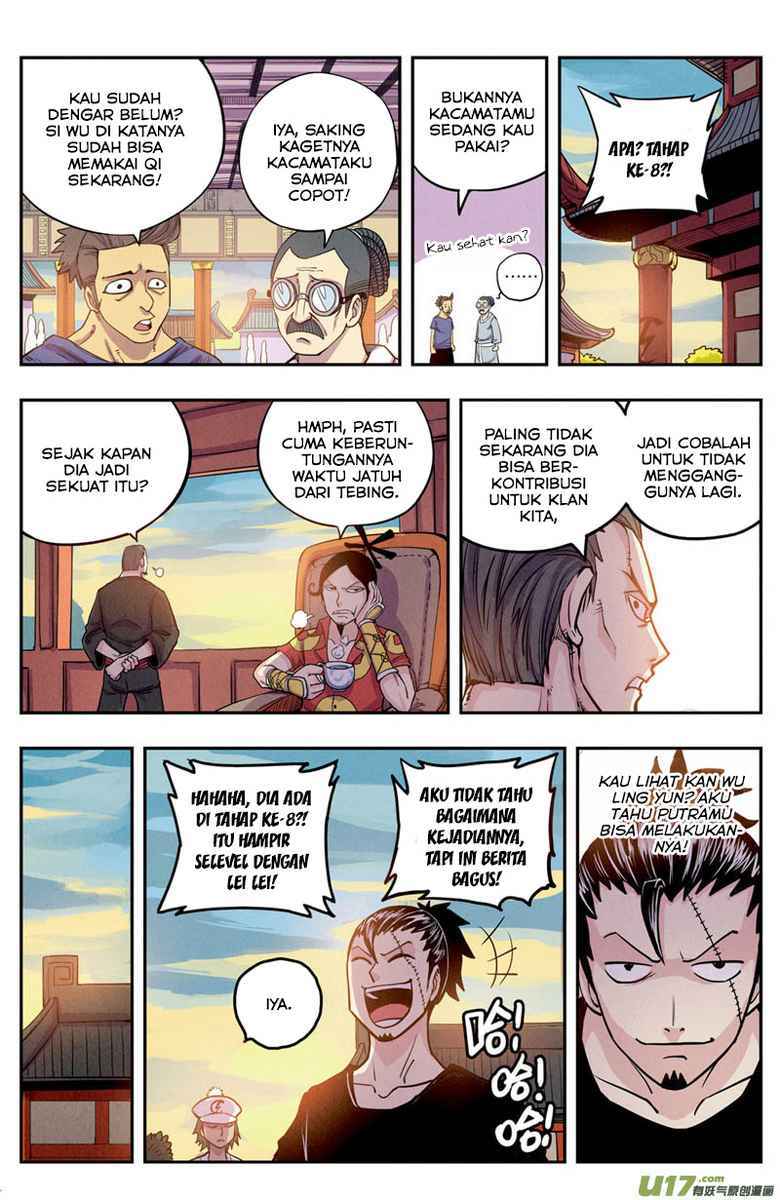 KAU SUDAH
DENGAR BELUM?
SI WU DI KATANYA
SUDAH BISA
MEMAKAI QI
SEKARANG!
IYA, SAKING
KAGETNYA
KACAMATAKU
SAMPAI
COPOT!
BUKANNYA
KACAMATAMU
SEDANG KAU
PAKAI?
Kau sehat kan?
......
APA? TAHAP
KE-8?!
SEJAK KAPAN
DIA JADI
SEKUAT ITU?
HMPH, PASTI
CUMA KEBERUN-
TUNGANNYA
WAKTU JATUH
DARI TEBING.
PALING TIDAK
SEKARANG DIA
BISA BER-
KONTRIBUSI
UNTUK KLAN
KITA,
JADI COBALAH
UNTUK TIDAK
MENGGANG-
GUNYA LAGI.
HAHAHA, DIA ADA
DI TAHAP KE-8?!
ITU HAMPIR
SELEVEL DENGAN
LEI LEI!
AKU TIDAK TAHU
BAGAIMANA
KEJADIANNYA,
TAPI INI BERITA
BAGUS!
IYA.
哈!
哈!
哈!
KAU LIHAT KAN WU
LING YUN? AKU
TAHU PUTRAMU
BISA MELAKUKAN-
NYA!
U17.com
有妖气原创漫画